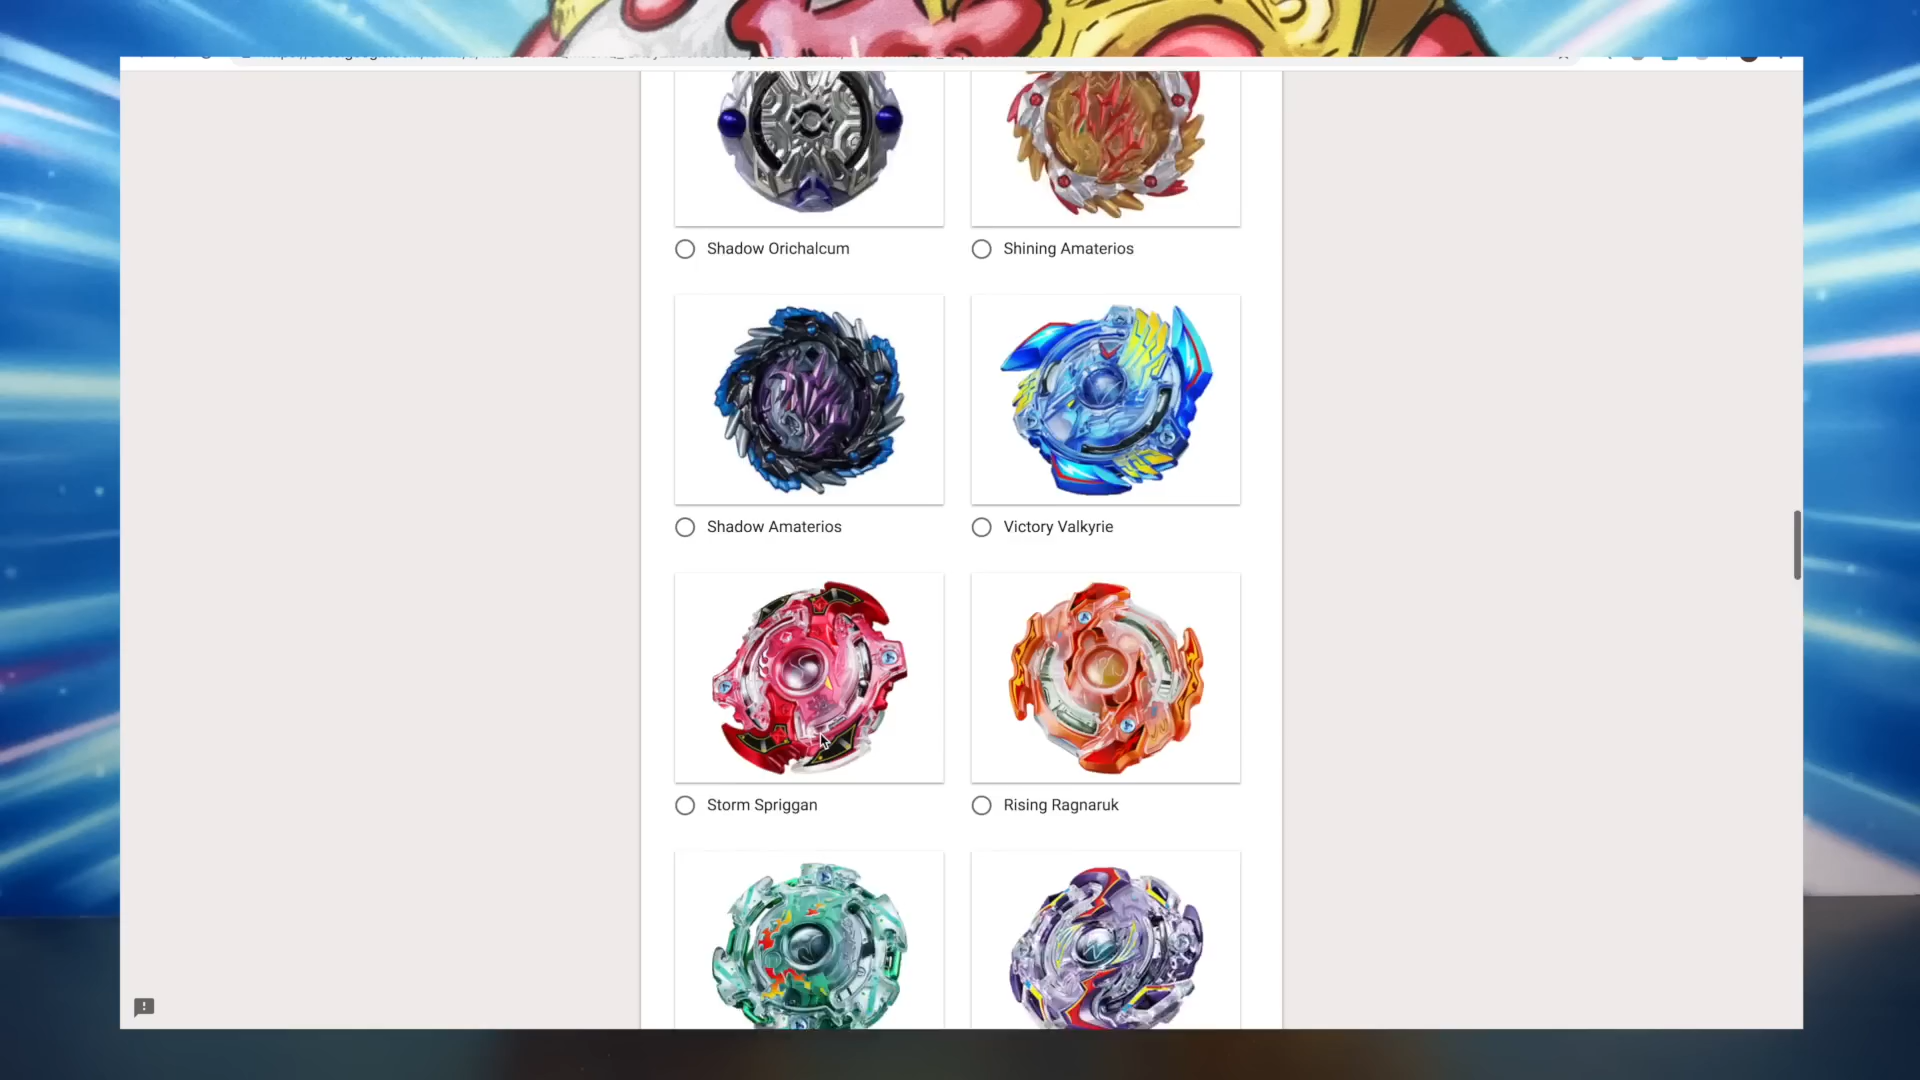 Shadow Orichalcum
Shining Amaterios
Shadow Amaterios
Victory Valkyrie
Storm Spriggan
Rising Ragnaruk